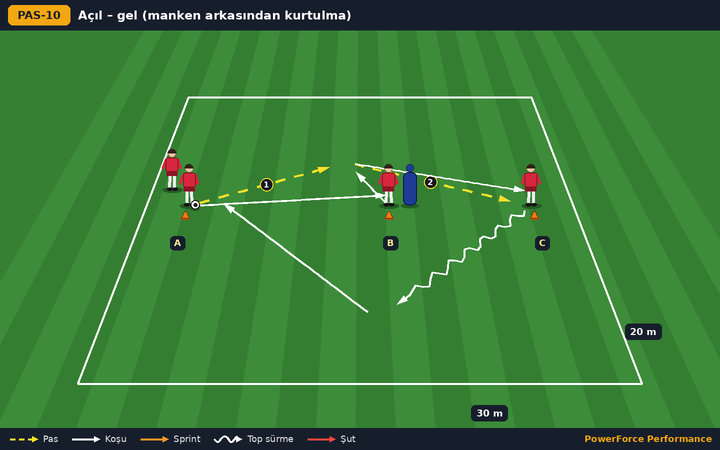 PAS-10 Açıl – gel (manken arkasından kurtulma)
1
2
A
B
C
20 m
30 m
Pas Koşu Sprint Top sürme Şut PowerForce Performance